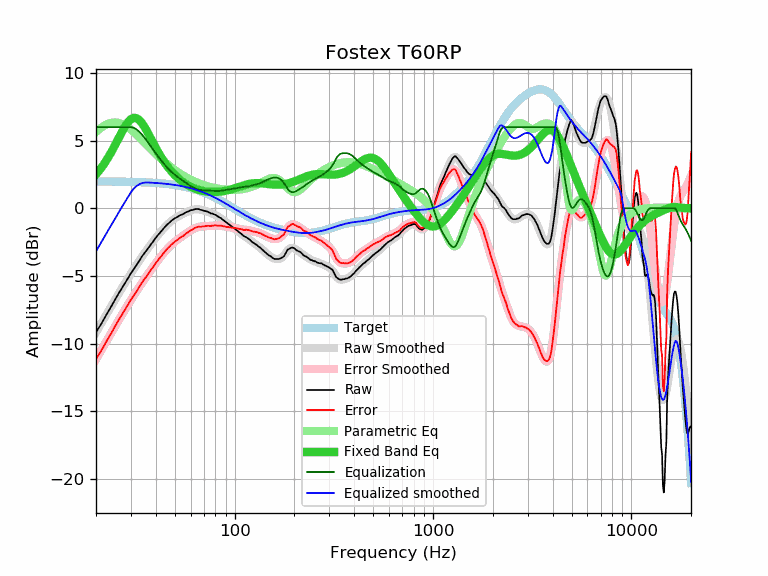 Fostex T60RP
10
5
0
−5
−10
−15
−20
Amplitude (dBr)
Target
Raw Smoothed
Error Smoothed
Raw
Error
Parametric Eq
Fixed Band Eq
Equalization
Equalized smoothed
100
1000
10000
Frequency (Hz)